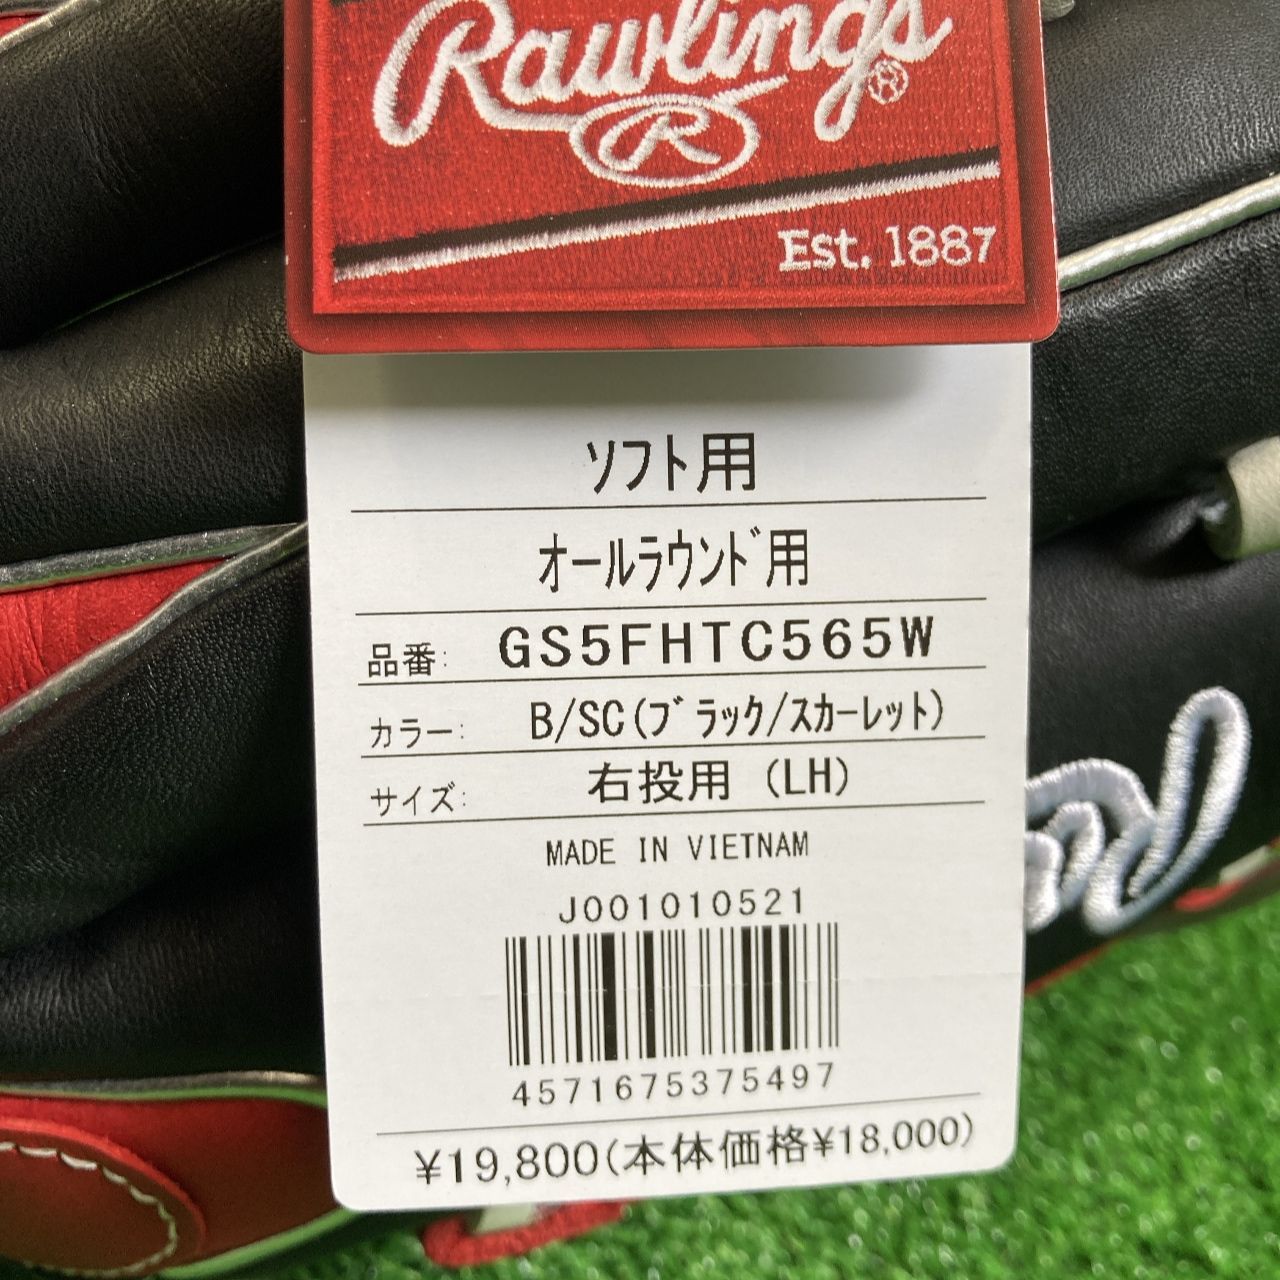 Rawlings
R
Est. 1887
ソフト用
オールラウンド用
品番: GS5FHTC565W
カラー: B/SC(ブラック/スカーレット)
サイズ: 右投用 (LH)
MADE IN VIETNAM
J001010521
4571675375497
¥19,800(本体価格¥18,000)